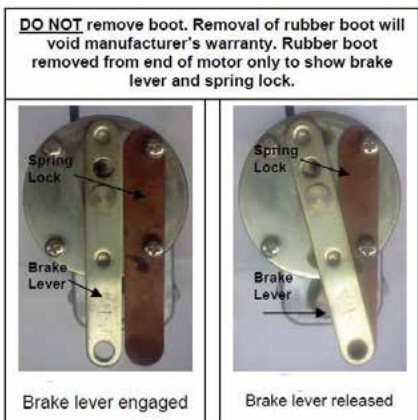 DO NOT remove boot. Removal of rubber boot will
void manufacturer's warranty. Rubber boot
removed from end of motor only to show brake
lever and spring lock.
Spring
Lock
Brake
Lever
Brake lever engaged
Spring
Lock
Brake
Lever
Brake lever released